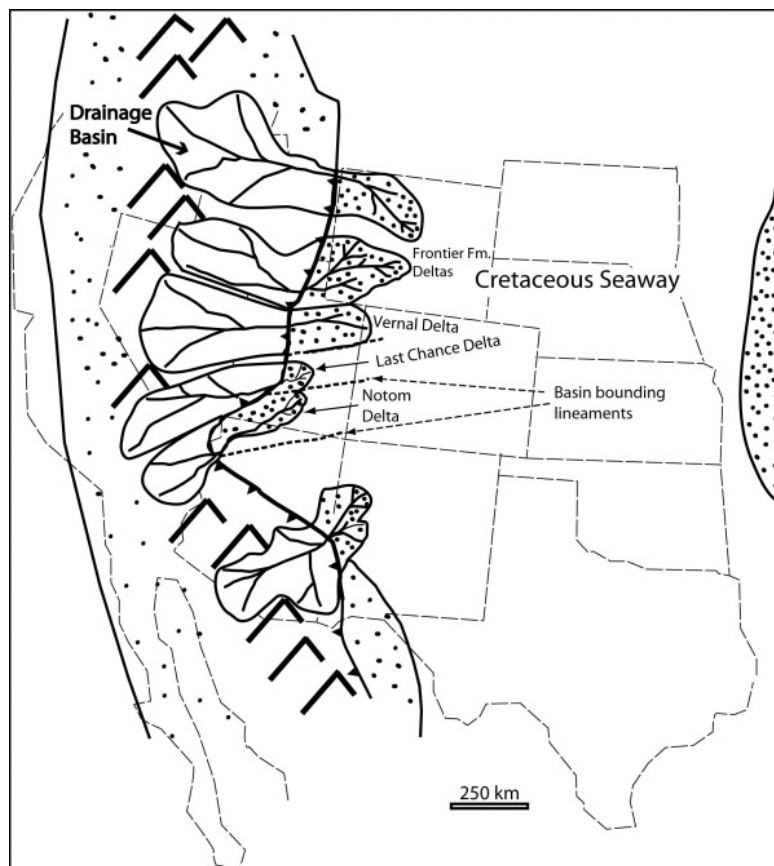 Drainage
Basin
Frontier Fm.
Deltas
Cretaceous Seaway
Vernal Delta
Last Chance Delta
Notom
Delta
Basin bounding
lineaments
250 km